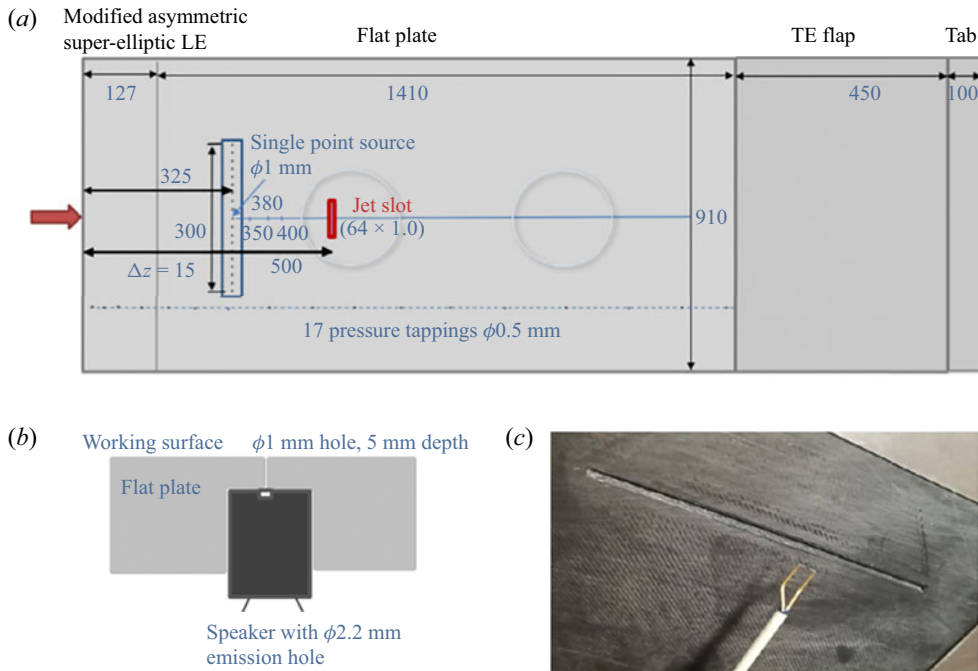 (a)
Modified asymmetric
super-elliptic LE
Flat plate
TE flap
Tab
127
1410
450
100
Single point source
ϕ1 mm
325
380
Jet slot
300
350
400
(64 × 1.0)
910
500
Δz = 15
17 pressure tappings ϕ0.5 mm
(b)
Working surface
ϕ1 mm hole, 5 mm depth
Flat plate
Speaker with ϕ2.2 mm
emission hole
(c)